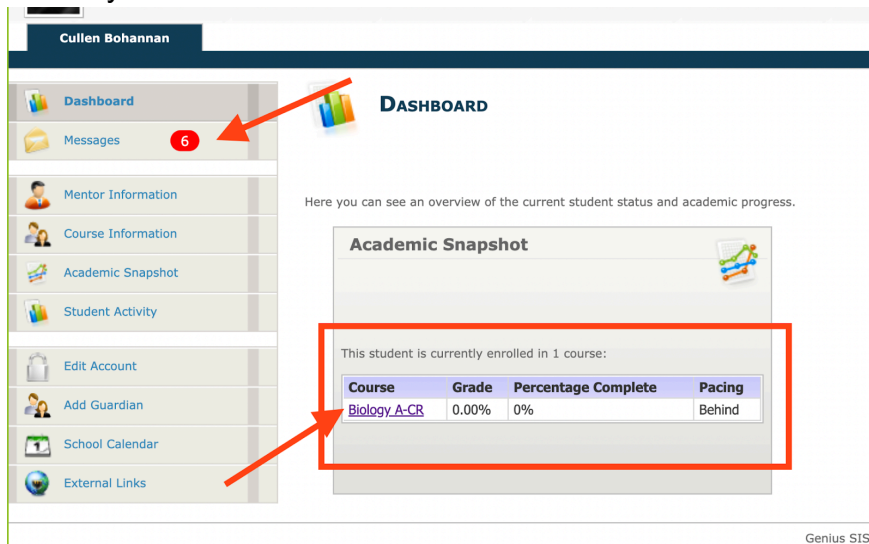 Cullen Bohannan
Dashboard
Messages 6
Mentor Information
Course Information
Academic Snapshot
Student Activity
Edit Account
Add Guardian
1
School Calendar
External Links
DASHBOARD
Here you can see an overview of the current student status and academic progress.
Academic Snapshot
This student is currently enrolled in 1 course:
Course Grade Percentage Complete Pacing
Biology A-CR 0.00% 0% Behind
Genius SIS